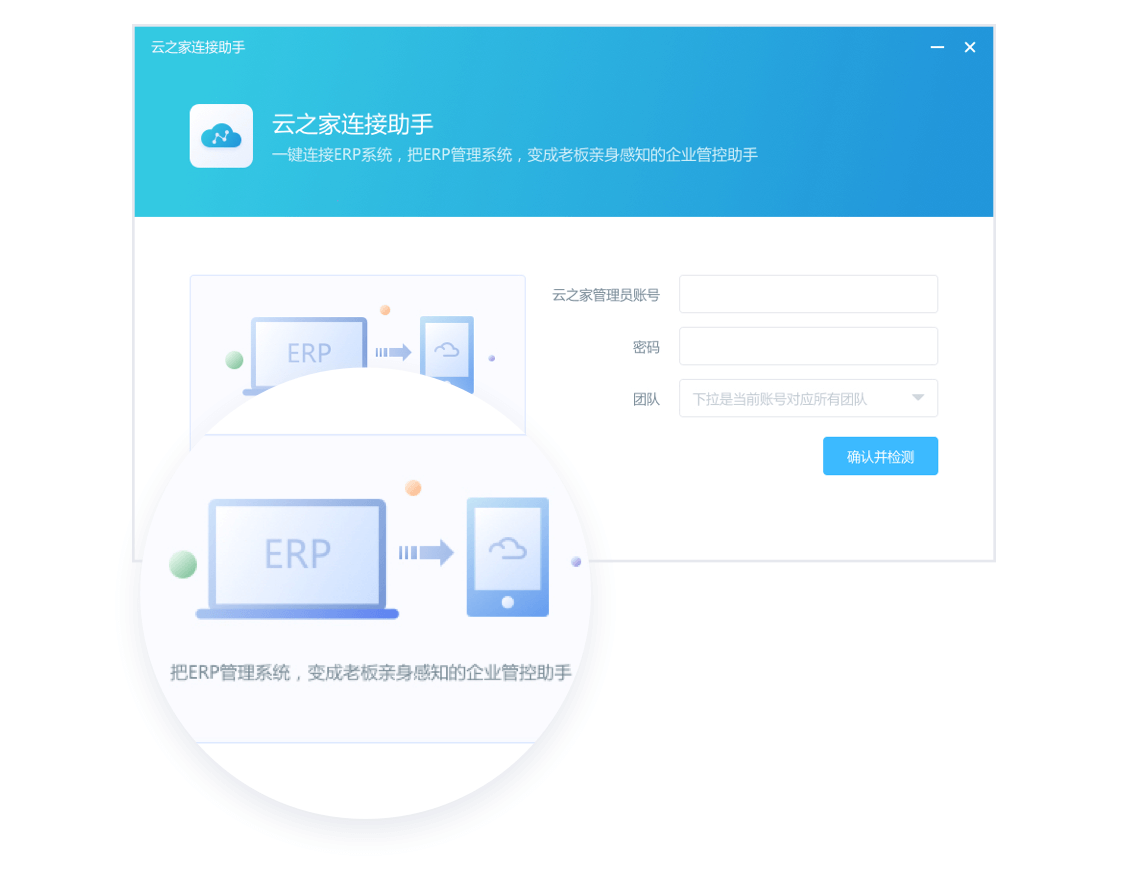 云之家连接助手
云之家连接助手
一键连接ERP系统，把ERP管理系统，变成老板亲身感知的企业管控助手
ERP
云之家管理员账号
密码
团队
下拉是当前账号对应所有团队
确认并检测
ERP
把ERP管理系统，变成老板亲身感知的企业管控助手